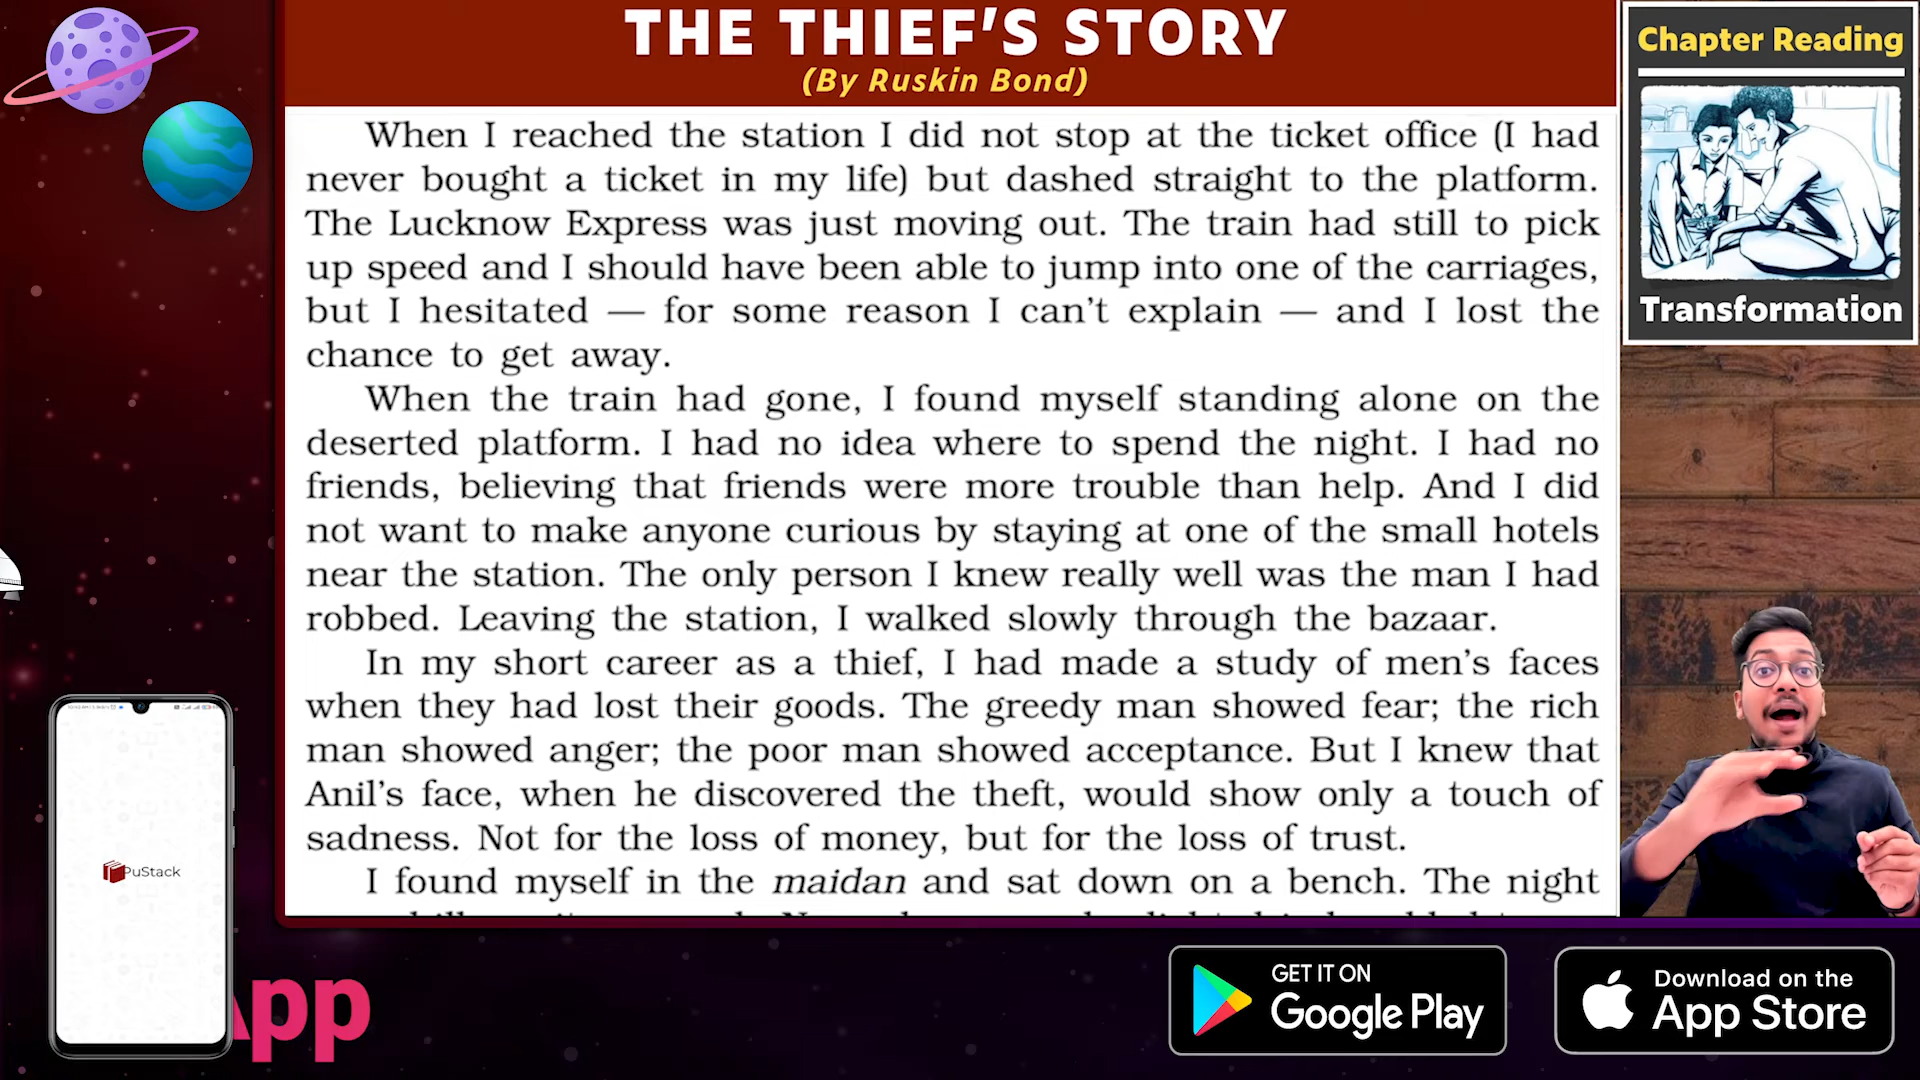 THE THIEF'S STORY
(By Ruskin Bond)
When I reached the station I did not stop at the ticket office (I had
never bought a ticket in my life) but dashed straight to the platform.
The Lucknow Express was just moving out. The train had still to pick
up speed and I should have been able to jump into one of the carriages,
but I hesitated — for some reason I can't explain — and I lost the
chance to get away.
When the train had gone, I found myself standing alone on the
deserted platform. I had no idea where to spend the night. I had no
friends, believing that friends were more trouble than help. And I did
not want to make anyone curious by staying at one of the small hotels
near the station. The only person I knew really well was the man I had
robbed. Leaving the station, I walked slowly through the bazaar.
In my short career as a thief, I had made a study of men's faces
when they had lost their goods. The greedy man showed fear; the rich
man showed anger; the poor man showed acceptance. But I knew that
Anil's face, when he discovered the theft, would show only a touch of
sadness. Not for the loss of money, but for the loss of trust.
I found myself in the maidan and sat down on a bench. The night
Chapter Reading
Transformation
PuStack
App
GET IT ON
Google Play
Download on the
App Store